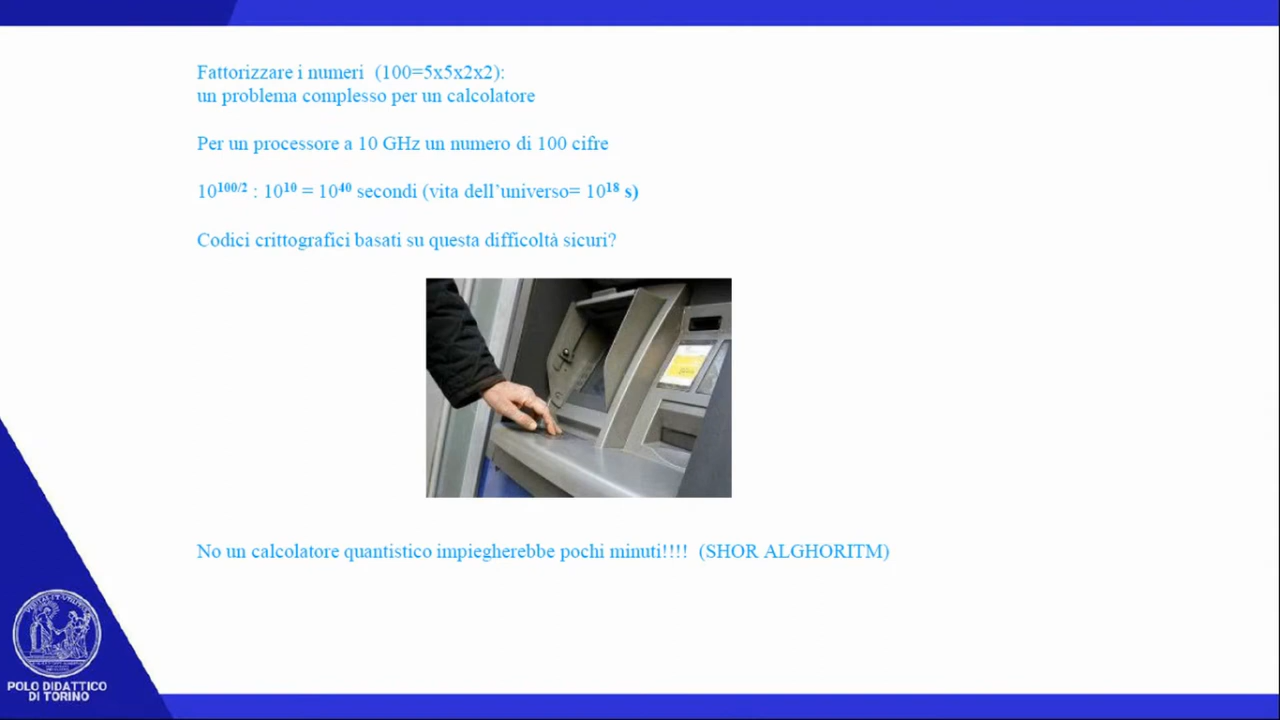 Fattorizzare i numeri (100=5x5x2x2):
un problema complesso per un calcolatore
Per un processore a 10 GHz un numero di 100 cifre
10^100/2 : 10^10 = 10^40 secondi (vita dell’universo= 10^18 s)
Codici crittografici basati su questa difficoltà sicuri?
No un calcolatore quantistico impiegherebbe pochi minuti!!!! (SHOR ALGHORITM)
POLO DIDATTICO
DI TORINO